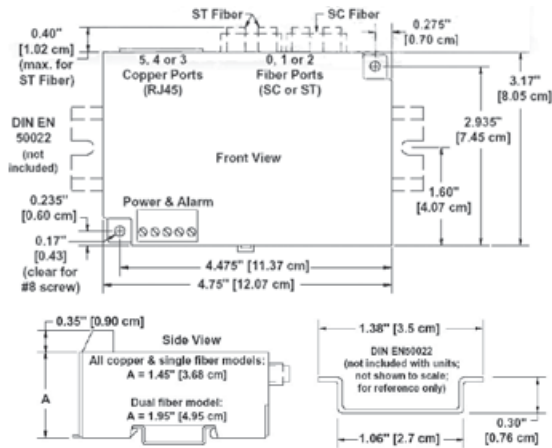 ST Fiber
SC Fiber
0.275"
[0.70 cm]
0.40"
[1.02 cm]
(max. for
ST Fiber)
5, 4 or 3
Copper Ports
(RJ45)
0, 1 or 2
Fiber Ports
(SC or ST)
3.17"
[8.05 cm]
2.935"
[7.45 cm]
DIN EN
50022
(not
included)
Front View
1.60"
[4.07 cm]
0.235"
[0.60 cm]
Power & Alarm
0.17"
[0.43]
(clear for
#8 screw)
4.475" [11.37 cm]
4.75" [12.07 cm]
0.35" [0.90 cm]
Side View
All copper & single fiber models:
A = 1.45" [3.68 cm]
Dual fiber model:
A = 1.95" [4.95 cm]
A
1.38" [3.5 cm]
DIN EN50022
(not included with units;
not shown to scale;
for reference only)
1.06" [2.7 cm]
0.30"
[0.76 cm]